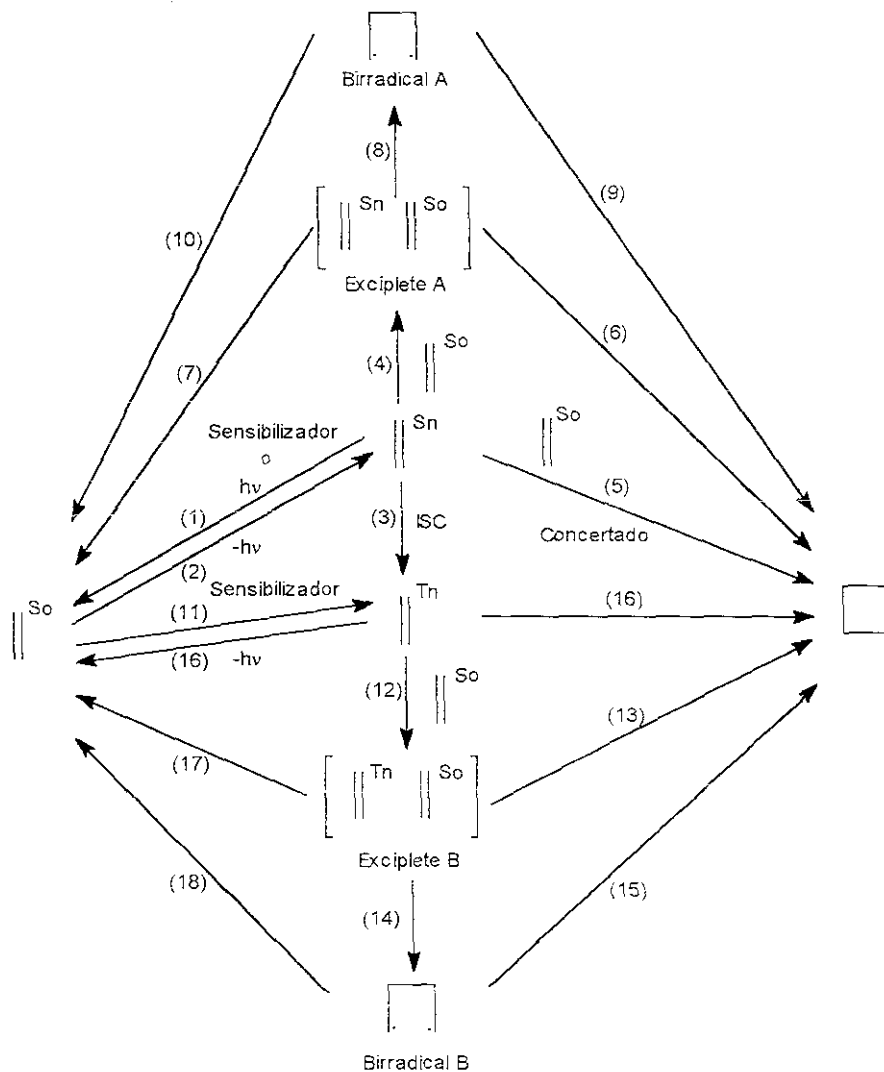 Birradical A
(8)
(10)
(9)
Sn So
Exciplete A
(7)
(6)
(4) So
Sensibilizador
o
hν
Sn
So
(1)
(5)
(3) ISC
-hν
Concertado
(2)
Sensibilizador
So
(11)
Tn
(16)
(16) -hν
(12) So
(17)
(13)
Tn So
Exciplete B
(18)
(14)
(15)
Birradical B